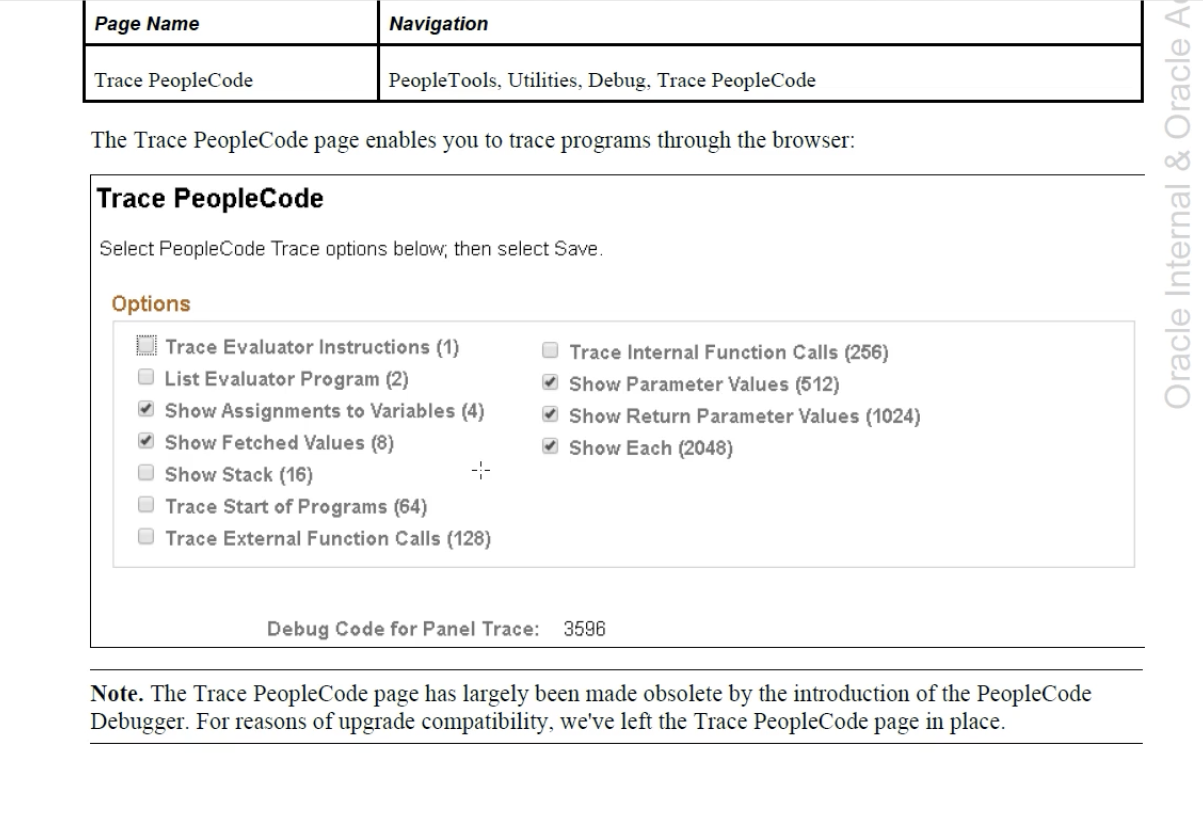 Page Name Navigation
Trace PeopleCode PeopleTools, Utilities, Debug, Trace PeopleCode
The Trace PeopleCode page enables you to trace programs through the browser:
Trace PeopleCode
Select PeopleCode Trace options below, then select Save.
Options
Trace Evaluator Instructions (1)
List Evaluator Program (2)
Show Assignments to Variables (4)
Show Fetched Values (8)
Show Stack (16)
Trace Start of Programs (64)
Trace External Function Calls (128)
Trace Internal Function Calls (256)
Show Parameter Values (512)
Show Return Parameter Values (1024)
Show Each (2048)
Debug Code for Panel Trace: 3596
Note. The Trace PeopleCode page has largely been made obsolete by the introduction of the PeopleCode
Debugger. For reasons of upgrade compatibility, we've left the Trace PeopleCode page in place.
Oracle Internal & Oracle